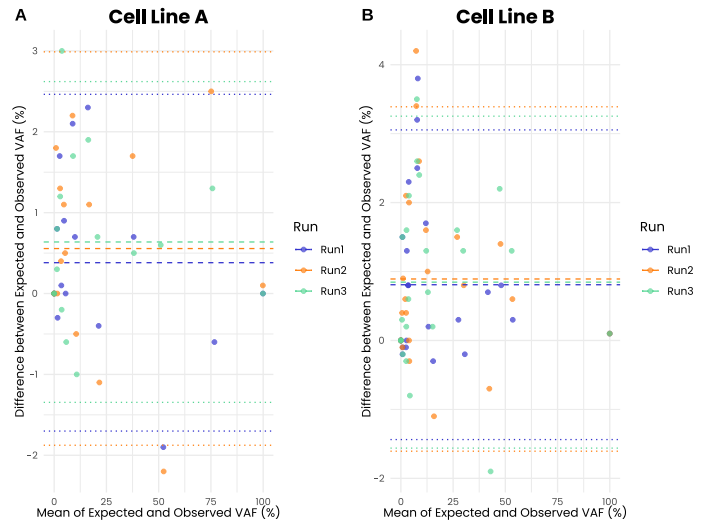 A
Cell Line A
Difference between Expected and Observed VAF (%)
3
2
1
0
-1
-2
0
25
50
75
100
Mean of Expected and Observed VAF (%)
Run
Run1
Run2
Run3
B
Cell Line B
Difference between Expected and Observed VAF (%)
4
2
0
-2
0
25
50
75
100
Mean of Expected and Observed VAF (%)
Run
Run1
Run2
Run3